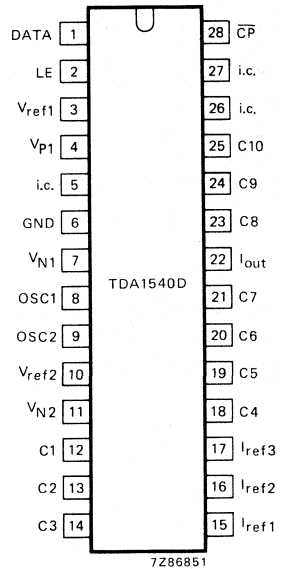 DATA 1 28 C̅P̅
LE 2 27 i.c.
Vref1 3 26 i.c.
VP1 4 25 C10
i.c. 5 24 C9
GND 6 23 C8
VN1 7 22 Iout
TDA1540D
OSC1 8 21 C7
OSC2 9 20 C6
Vref2 10 19 C5
VN2 11 18 C4
C1 12 17 Iref3
C2 13 16 Iref2
C3 14 15 Iref1
7Z86851